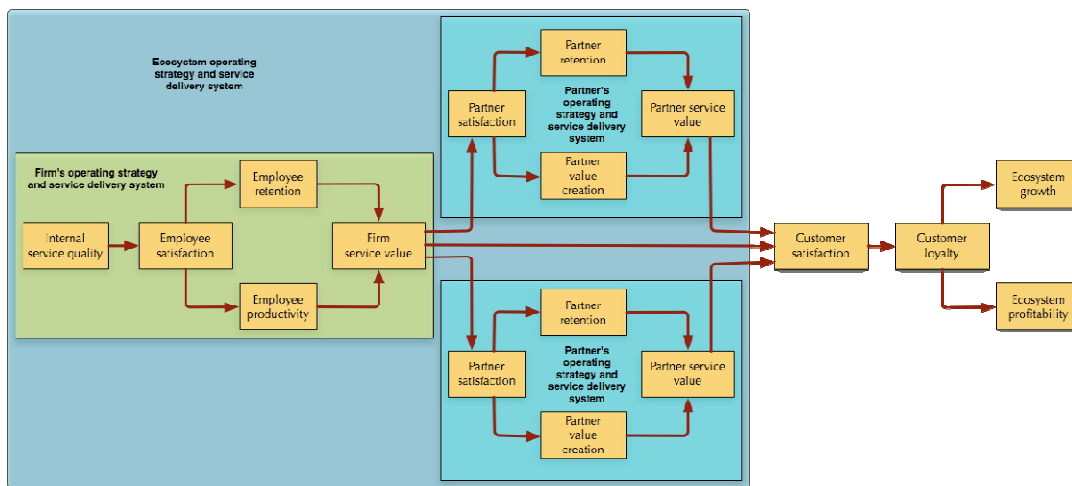 Ecosystem operating
strategy and service
delivery system
Firm's operating strategy
and service delivery system
Internal
service quality
Employee
satisfaction
Employee
retention
Employee
productivity
Firm
service value
Partner
satisfaction
Partner
retention
Partner's
operating
strategy and
service delivery
system
Partner
value
creation
Partner service
value
Partner
satisfaction
Partner
retention
Partner's
operating
strategy and
service delivery
system
Partner
value
creation
Partner service
value
Customer
satisfaction
Customer
loyalty
Ecosystem
growth
Ecosystem
profitability